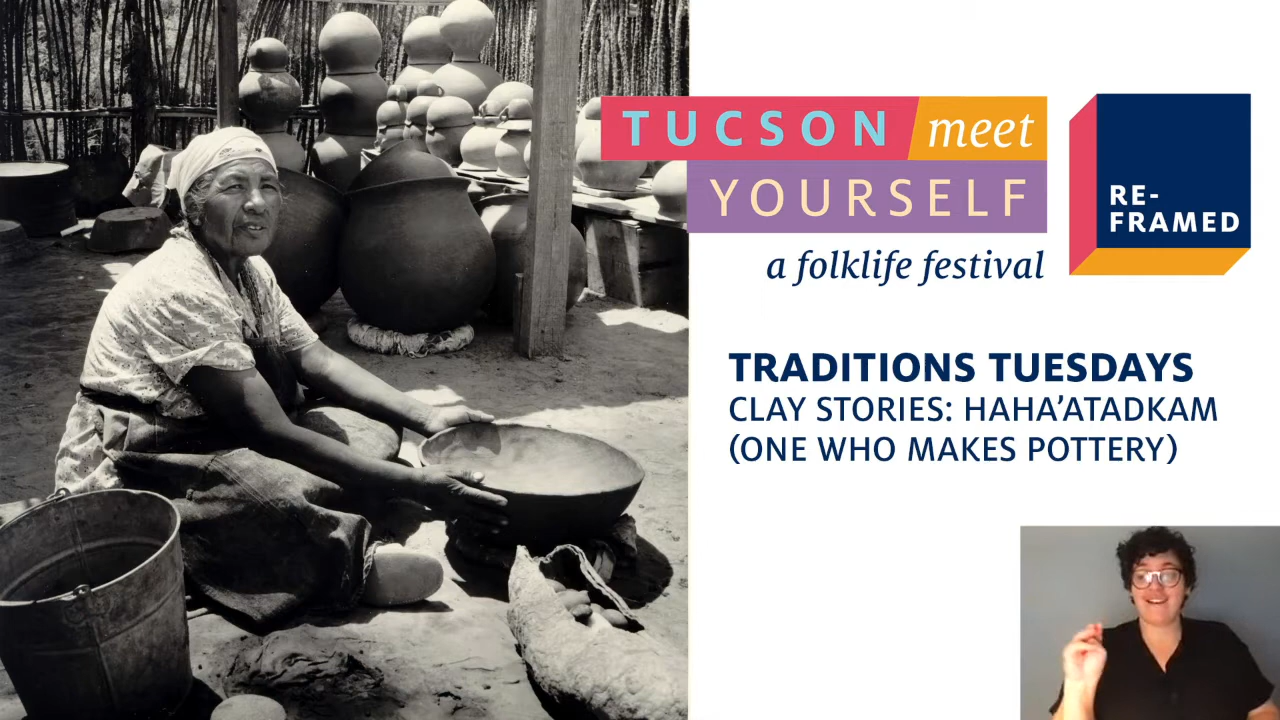 TUCSON meet
YOURSELF
a folklife festival
RE-
FRAMED
TRADITIONS TUESDAYS
CLAY STORIES: HAHA’ATADKAM
(ONE WHO MAKES POTTERY)